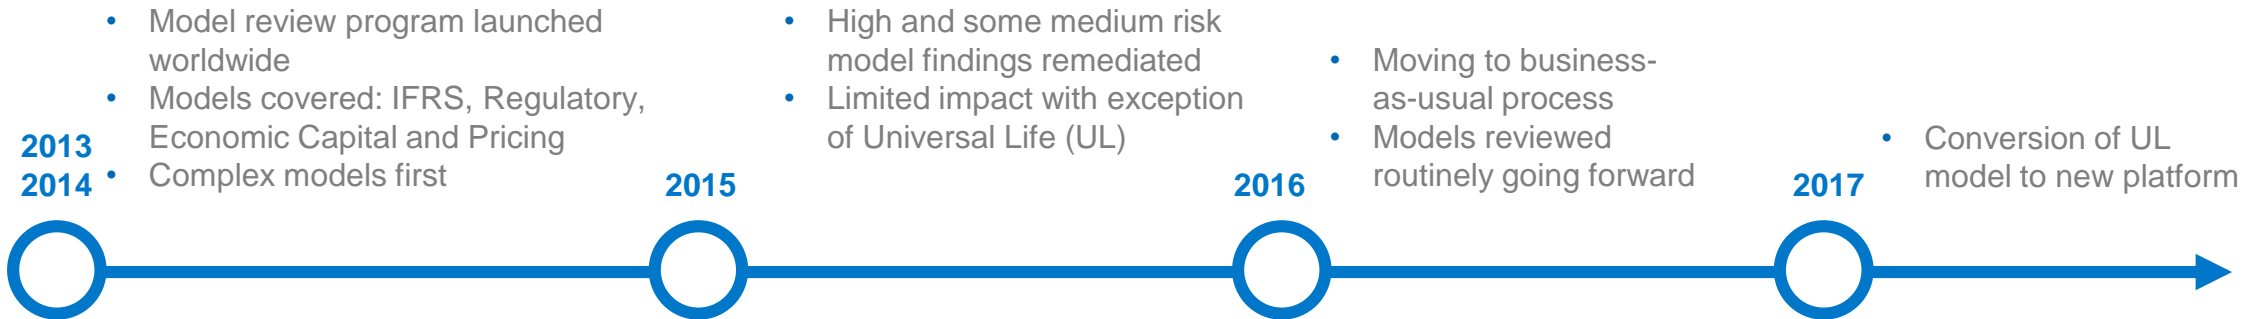 2013
2014
• Model review program launched
worldwide
• Models covered: IFRS, Regulatory,
Economic Capital and Pricing
• Complex models first
2015
• High and some medium risk
model findings remediated
• Limited impact with exception
of Universal Life (UL)
2016
• Moving to business-
as-usual process
• Models reviewed
routinely going forward
2017
• Conversion of UL
model to new platform